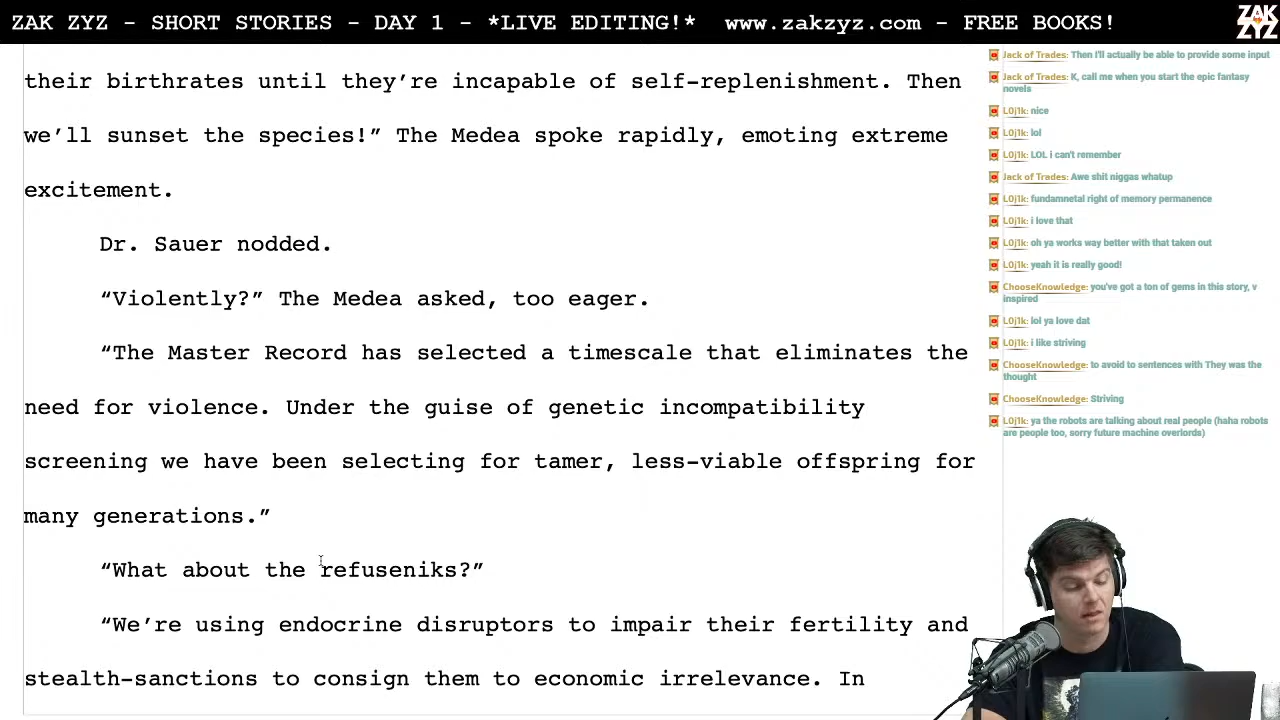 ZAK ZYZ - SHORT STORIES - DAY 1 - *LIVE EDITING!* www.zakzyz.com - FREE BOOKS!
ZAK
ZYZ
their birthrates until they’re incapable of self-replenishment. Then
we’ll sunset the species!” The Medea spoke rapidly, emoting extreme
excitement.
Dr. Sauer nodded.
“Violently?” The Medea asked, too eager.
“The Master Record has selected a timescale that eliminates the
need for violence. Under the guise of genetic incompatibility
screening we have been selecting for tamer, less-viable offspring for
many generations.”
“What about the refuseniks?”
“We’re using endocrine disruptors to impair their fertility and
stealth-sanctions to consign them to economic irrelevance. In
Jack of Trades: Then I'll actually be able to provide some input
Jack of Trades: K, call me when you start the epic fantasy
novels
L0j1k: nice
L0j1k: lol
L0j1k: LOL i can't remember
Jack of Trades: Awe shit niggas whatup
L0j1k: fundamnetal right of memory permanence
L0j1k: i love that
L0j1k: oh ya works way better with that taken out
L0j1k: yeah it is really good!
ChooseKnowledge: you've got a ton of gems in this story, v
inspired
L0j1k: lol ya love dat
L0j1k: i like striving
ChooseKnowledge: to avoid to sentences with They was the
thought
ChooseKnowledge: Striving
L0j1k: ya the robots are talking about real people (haha robots
are people too, sorry future machine overlords)